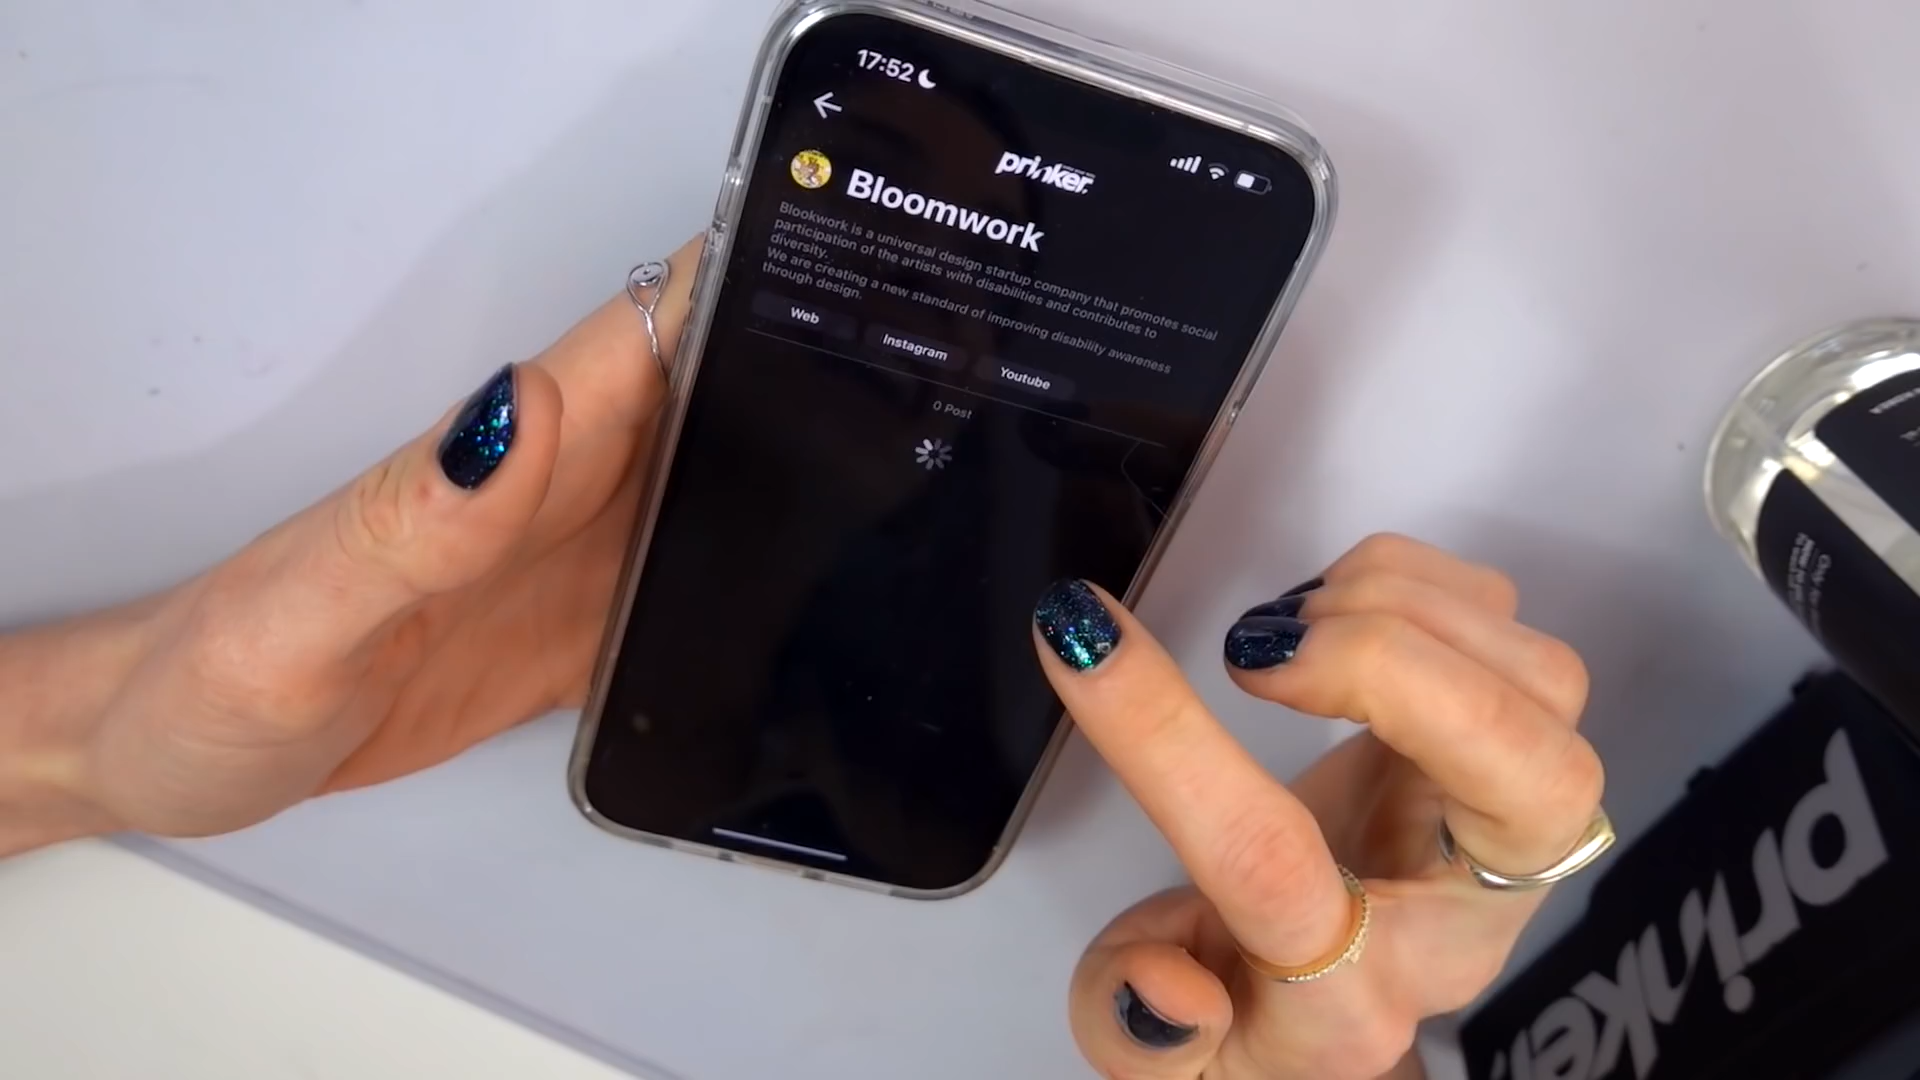 17:52
prinker.
Bloomwork
Blookwork is a universal design startup company that promotes social
participation of the artists with disabilities and contributes to
diversity.
We are creating a new standard of improving disability awareness
through design.
Web
Instagram
Youtube
0 Post
prinker.